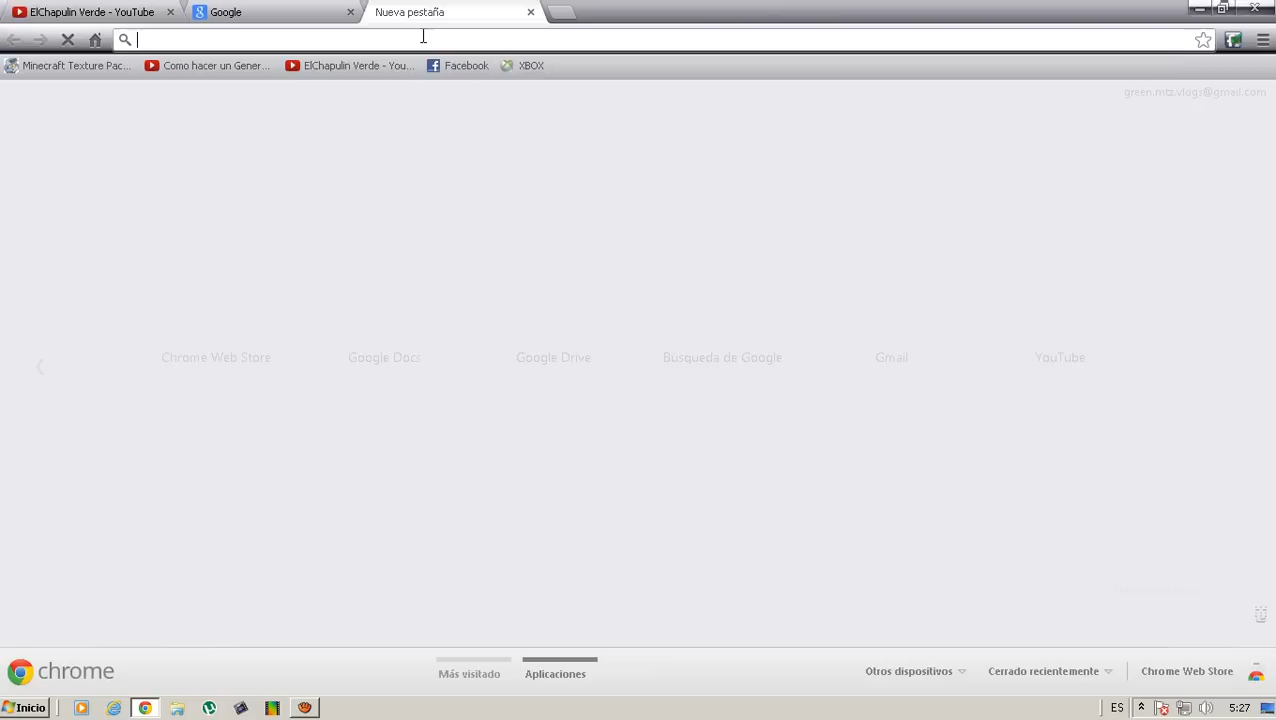 ElChapulin Verde - YouTube
Google
Nueva pestaña
Minecraft Texture Pac...
Como hacer un Gener...
ElChapulin Verde - You...
Facebook
XBOX
green.mtz.vlogs@gmail.com
Chrome Web Store
Google Docs
Google Drive
Búsqueda de Google
Gmail
YouTube
chrome
Más visitado
Aplicaciones
Otros dispositivos
Cerrado recientemente
Chrome Web Store
Inicio
ES
5:27